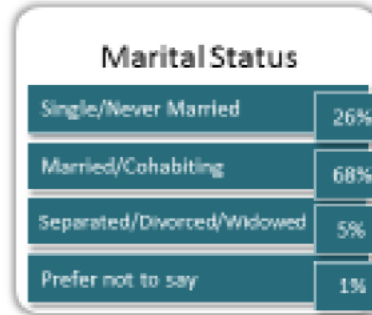 Marital Status
Single/Never Married 26%
Married/Cohabiting 68%
Separated/Divorced/Widowed 5%
Prefer not to say 1%